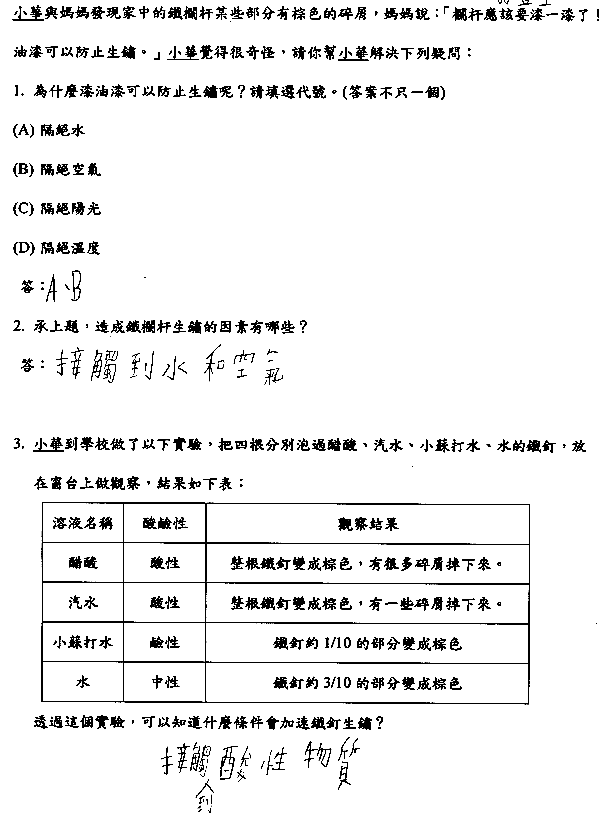 小華與媽媽發現家中的鐵欄杆某些部分有棕色的碎屑，媽媽說：「欄杆應該要漆一漆了！
油漆可以防止生鏽。」小華覺得很奇怪，請你幫小華解決下列疑問：
1. 為什麼漆油漆可以防止生鏽呢？請填選代號。(答案不只一個)
(A) 隔絕水
(B) 隔絕空氣
(C) 隔絕陽光
(D) 隔絕溫度
答：A、B
2. 承上題，造成鐵欄杆生鏽的因素有哪些？
答：接觸到水和空氣
3. 小華到學校做了以下實驗，把四根分別泡過醋酸、汽水、小蘇打水、水的鐵釘，放
在窗台上做觀察，結果如下表：
溶液名稱 酸鹼性 觀察結果
醋酸 酸性 整根鐵釘變成棕色，有很多碎屑掉下來。
汽水 酸性 整根鐵釘變成棕色，有一些碎屑掉下來。
小蘇打水 鹼性 鐵釘約 1/10 的部分變成棕色
水 中性 鐵釘約 3/10 的部分變成棕色
透過這個實驗，可以知道什麼條件會加速鐵釘生鏽？
接觸酸性物質
到